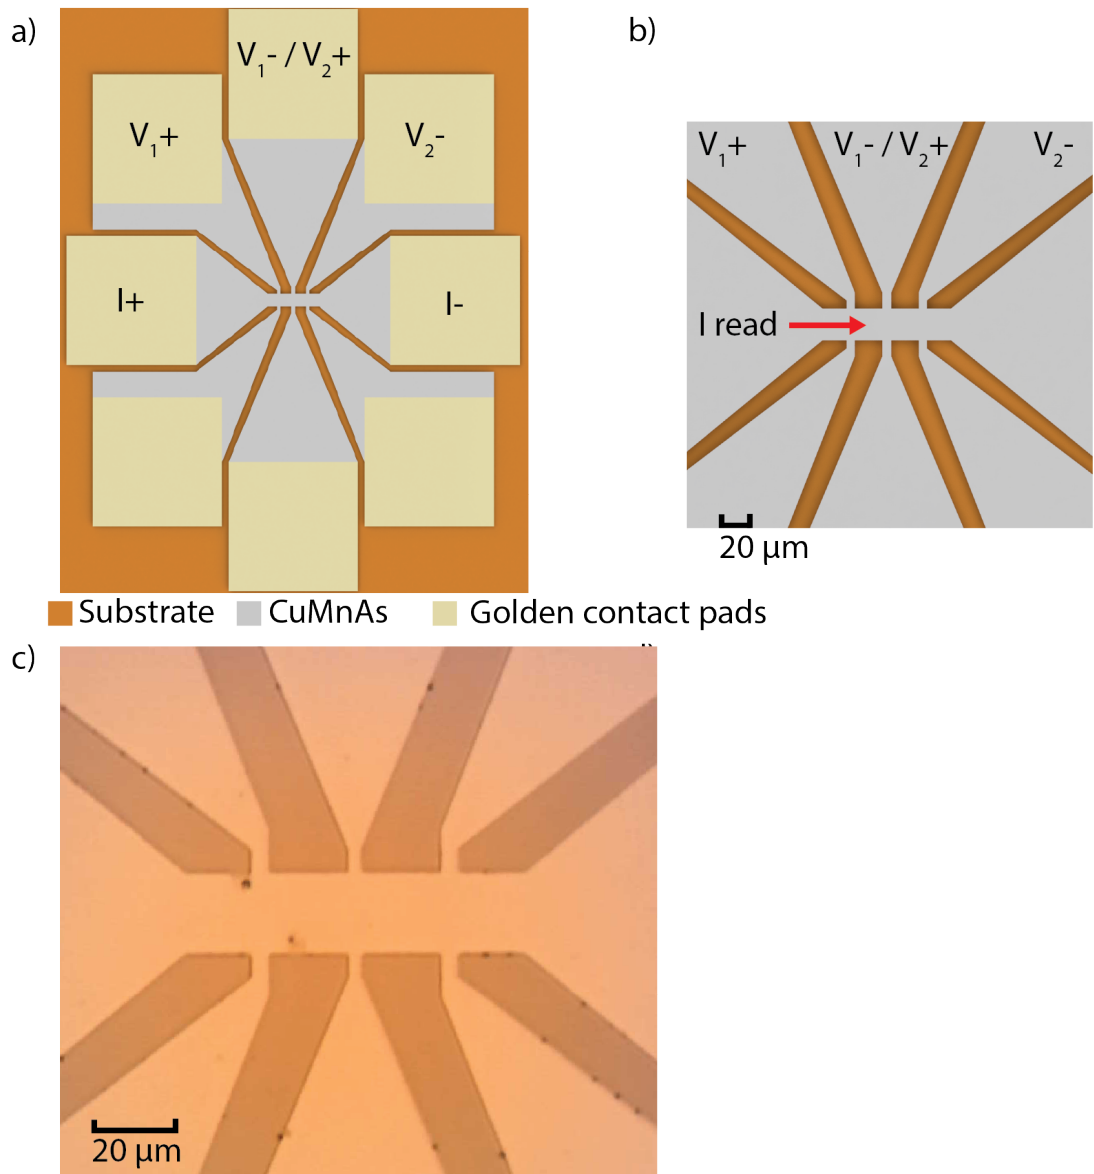 a)
V₁- / V₂+
V₁+
V₂-
I+
I-
b)
V₁+
V₁- / V₂+
V₂-
I read
20 µm
Substrate
CuMnAs
Golden contact pads
c)
20 µm